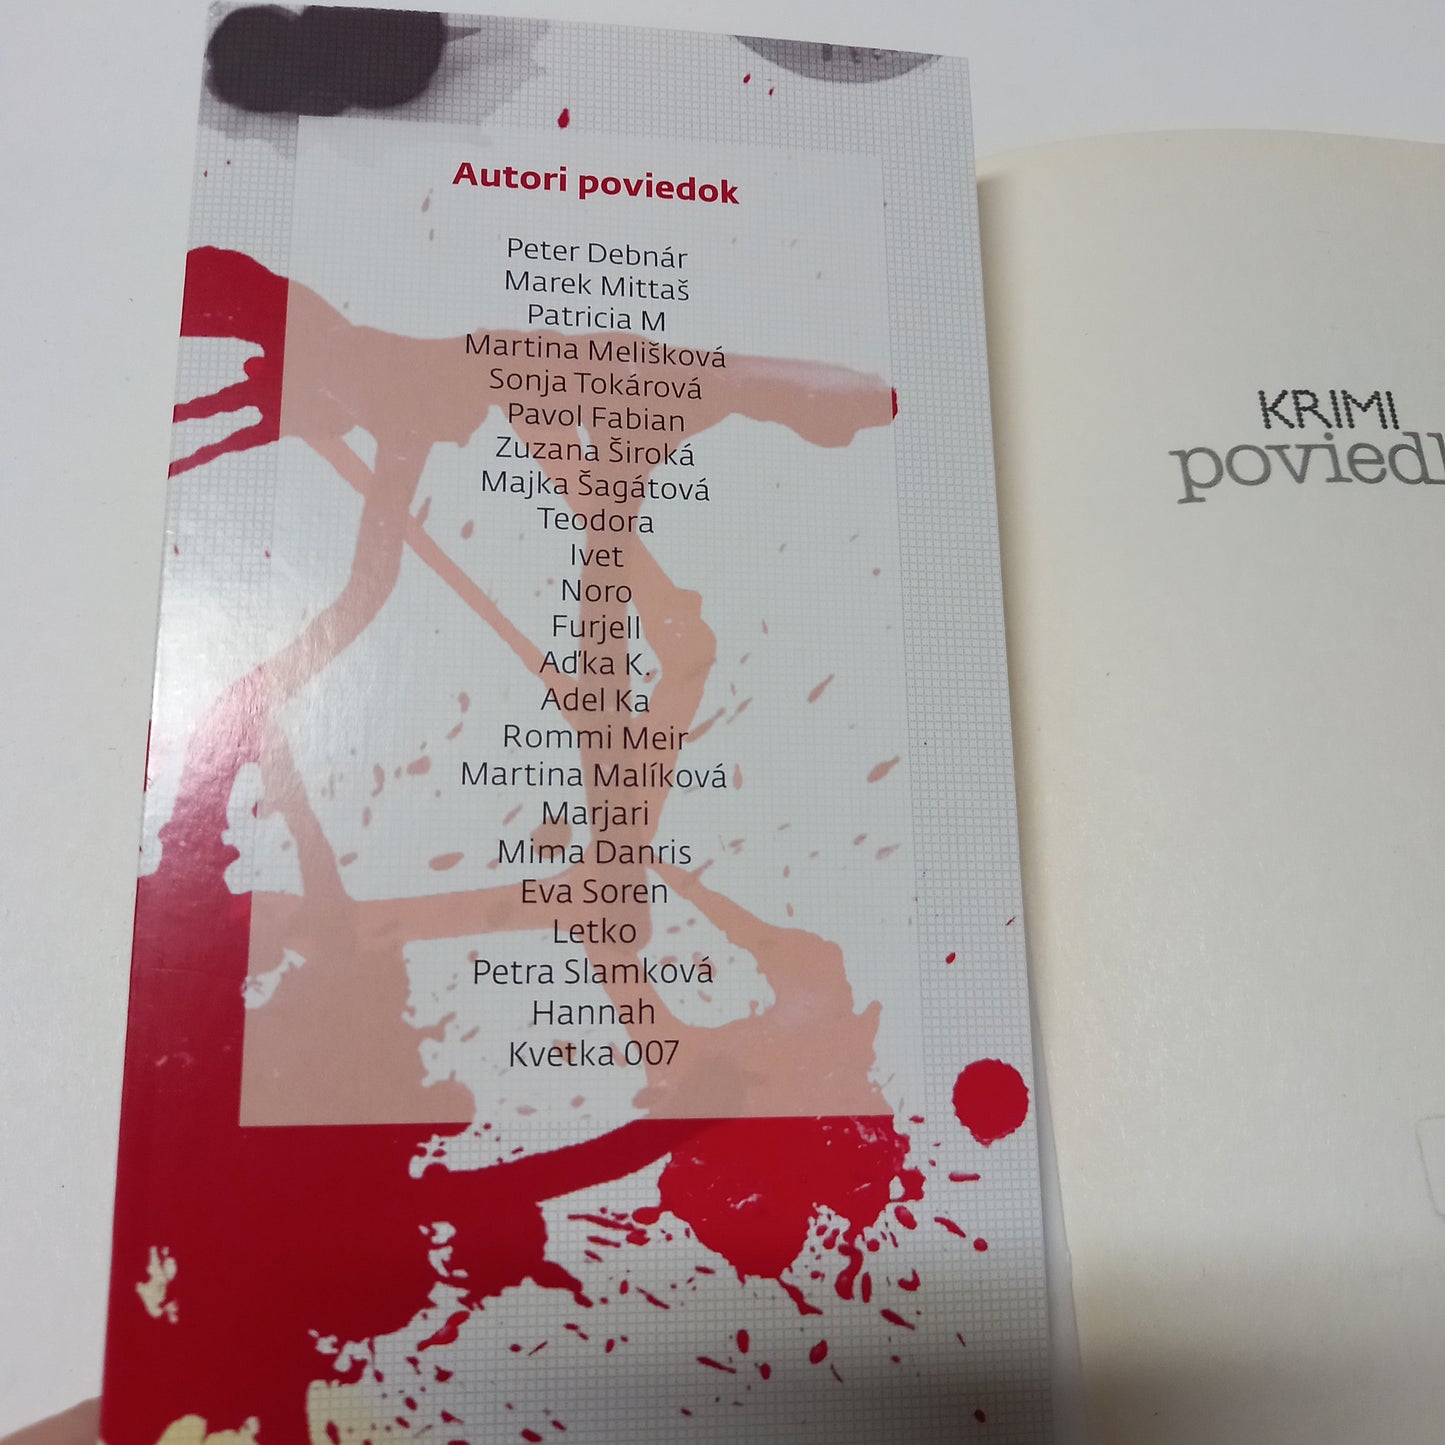 Autori poviedok
Peter Debnár
Marek Mittaš
Patricia M
Martina Melišková
Sonja Tokárová
Pavol Fabian
Zuzana Široká
Majka Šagátová
Teodora
Ivet
Noro
Furjell
Aďka K.
Adel Ka
Rommi Meir
Martina Malíková
Marjari
Mima Danris
Eva Soren
Letko
Petra Slamková
Hannah
Kvetka 007
KRIMI